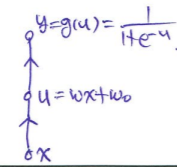 y=g(u)= 1/(1+e^-u)
u=wx+w₀
x